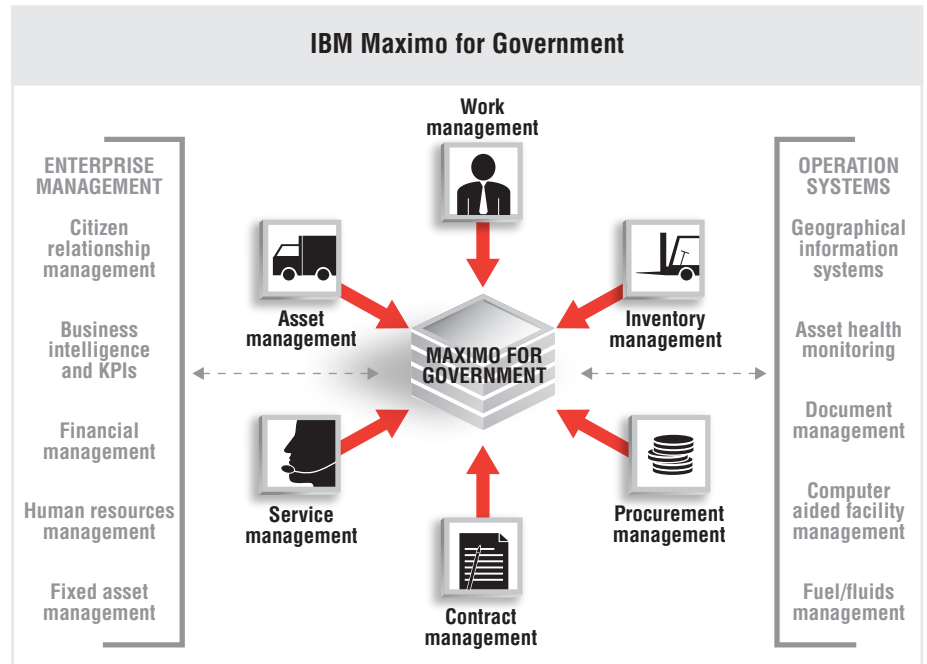 IBM Maximo for Government
Work
management
ENTERPRISE
MANAGEMENT
Citizen
relationship
management
Business
intelligence
and KPIs
Financial
management
Human resources
management
Fixed asset
management
Asset
management
Service
management
MAXIMO FOR
GOVERNMENT
Contract
management
Inventory
management
Procurement
management
OPERATION
SYSTEMS
Geographical
information
systems
Asset health
monitoring
Document
management
Computer
aided facility
management
Fuel/fluids
management